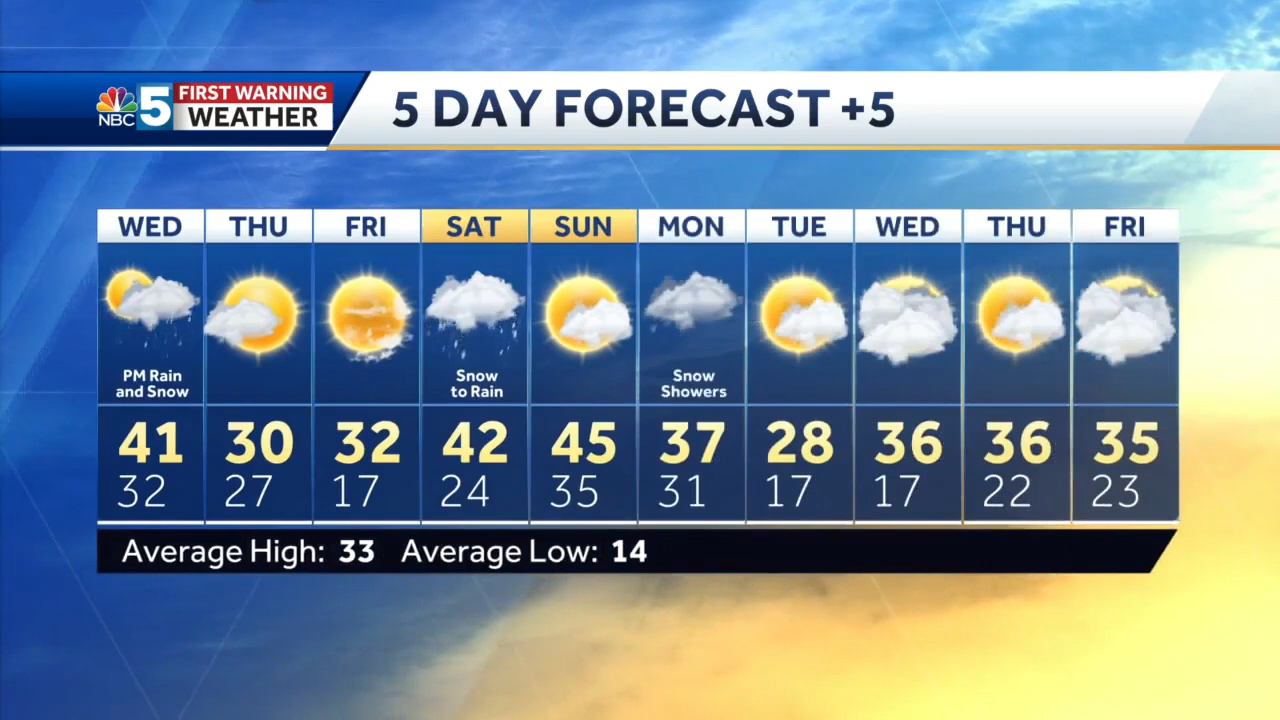 NBC 5 FIRST WARNING
WEATHER
5 DAY FORECAST +5
WED THU FRI SAT SUN MON TUE WED THU FRI
PM Rain
and Snow
Snow
to Rain
Snow
Showers
41 30 32 42 45 37 28 36 36 35
32 27 17 24 35 31 17 17 22 23
Average High: 33 Average Low: 14